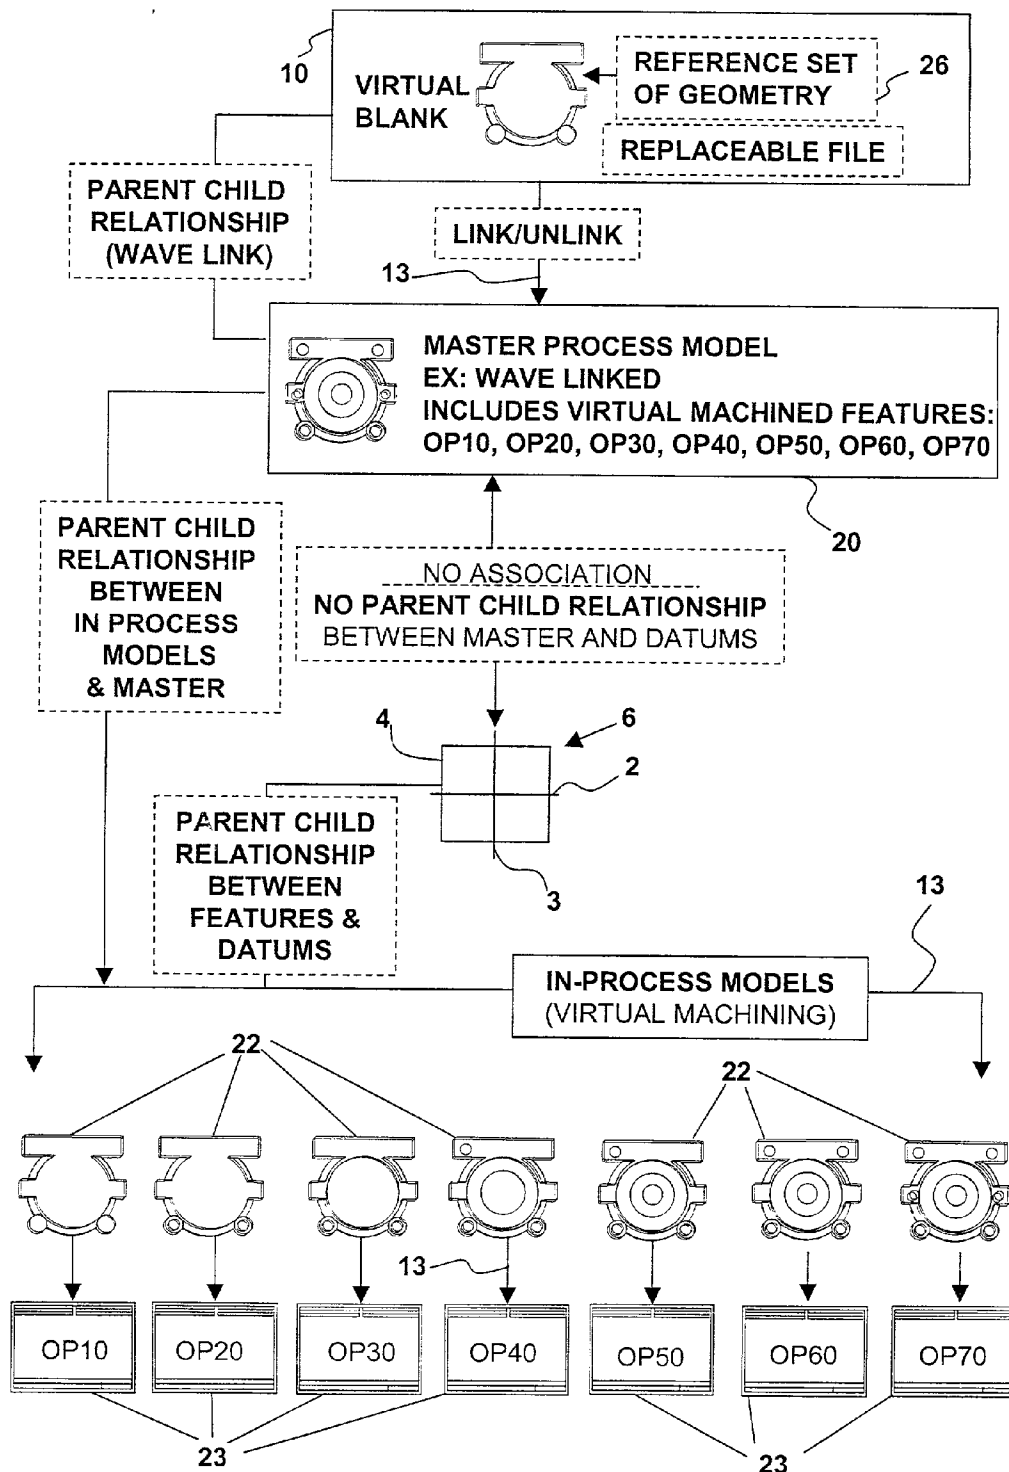 10
VIRTUAL
BLANK
REFERENCE SET
OF GEOMETRY
26
REPLACEABLE FILE
PARENT CHILD
RELATIONSHIP
(WAVE LINK)
LINK/UNLINK
13
MASTER PROCESS MODEL
EX: WAVE LINKED
INCLUDES VIRTUAL MACHINED FEATURES:
OP10, OP20, OP30, OP40, OP50, OP60, OP70
20
PARENT CHILD
RELATIONSHIP
BETWEEN
IN PROCESS
MODELS
& MASTER
NO ASSOCIATION
NO PARENT CHILD RELATIONSHIP
BETWEEN MASTER AND DATUMS
4
6
2
3
PARENT CHILD
RELATIONSHIP
BETWEEN
FEATURES &
DATUMS
13
IN-PROCESS MODELS
(VIRTUAL MACHINING)
22
22
13
OP10
OP20
OP30
OP40
OP50
OP60
OP70
23
23